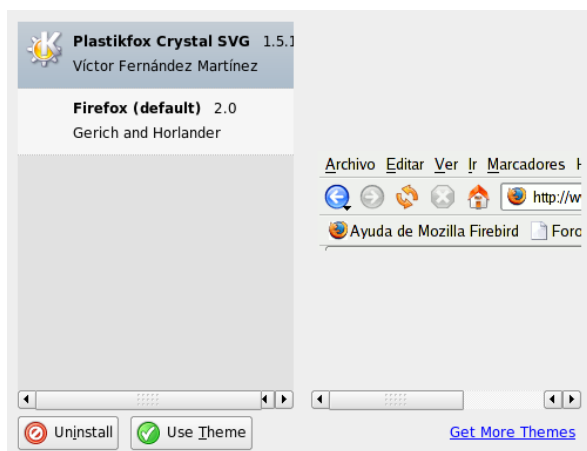 Plastikfox Crystal SVG 1.5.1
Víctor Fernández Martínez
Firefox (default) 2.0
Gerich and Horlander
Archivo Editar Ver Ir Marcadores
http://w
Ayuda de Mozilla Firebird Foro
Uninstall Use Theme Get More Themes